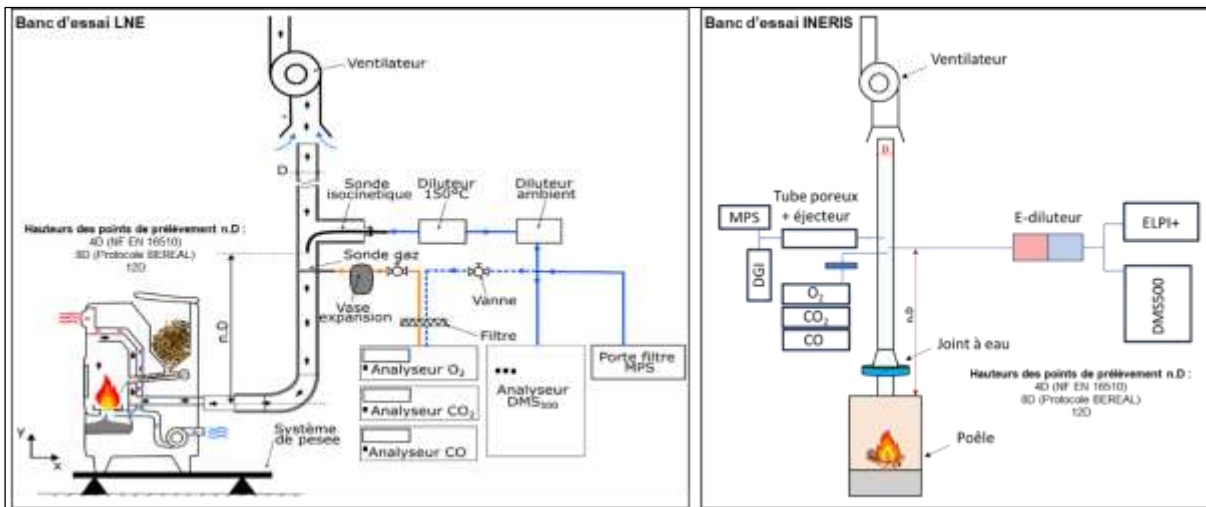 Banc d'essai LNE
Ventilateur
D
Sonde
isocinetique
Diluteur
150°C
Diluteur
ambient
Hauteurs des points de prélèvement n.D :
4D (NF EN 16510)
8D (Protocole BEREAL)
12D
Sonde gaz
Vanne
Vase
expansion
Filtre
n.D
Analyseur O₂
Analyseur CO₂
Analyseur CO
Analyseur
DMS₅₀₀
Porte filtre
MPS
Système
de pesee
Y
x
Banc d'essai INERIS
Ventilateur
D
Tube poreux
+ éjecteur
MPS
DGI
E-diluteur
ELPI+
DMS500
O₂
CO₂
CO
n.D
Joint à eau
Hauteurs des points de prélèvement n.D :
4D (NF EN 16510)
8D (Protocole BEREAL)
12D
Poêle